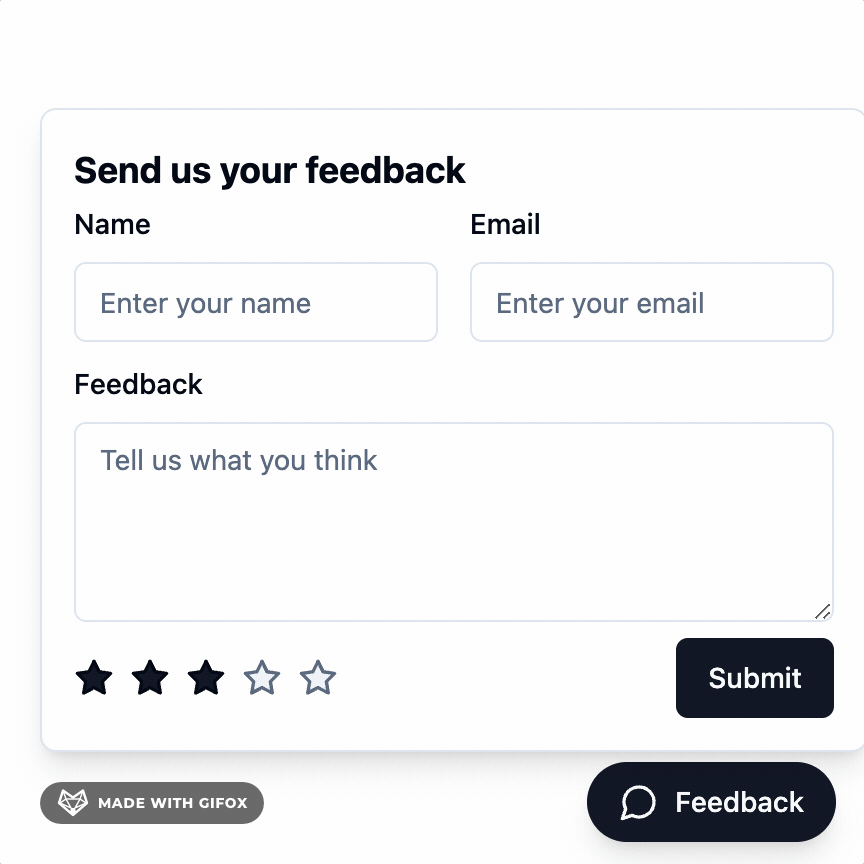 Send us your feedback
Name Email
Enter your name Enter your email
Feedback
Tell us what you think
Submit
MADE WITH GIFOX
Feedback